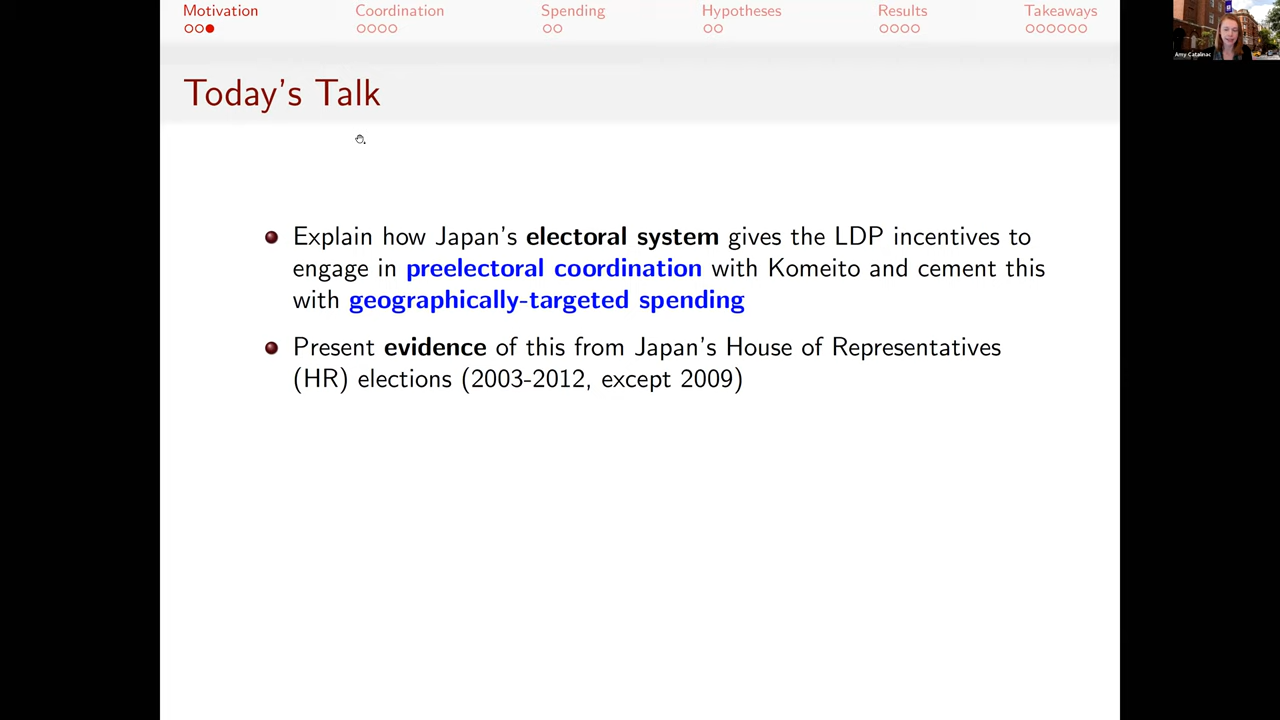 Motivation
Coordination
Spending
Hypotheses
Results
Takeaways
Amy Catalinac
Today's Talk
Explain how Japan's electoral system gives the LDP incentives to
engage in preelectoral coordination with Komeito and cement this
with geographically-targeted spending
Present evidence of this from Japan's House of Representatives
(HR) elections (2003-2012, except 2009)